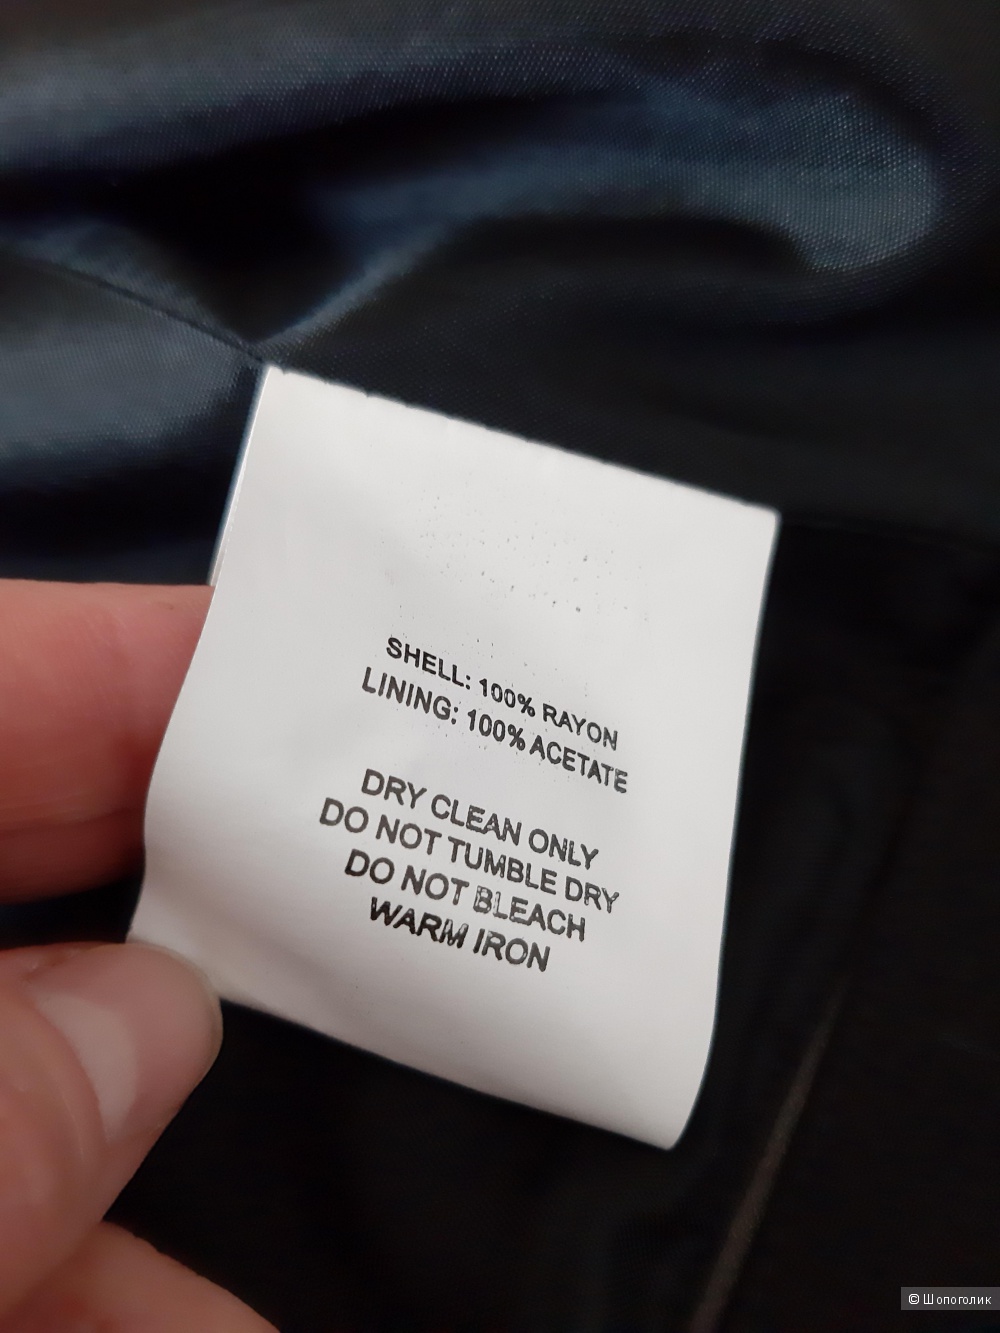 SHELL: 100% RAYON
LINING: 100% ACETATE
DRY CLEAN ONLY
DO NOT TUMBLE DRY
DO NOT BLEACH
WARM IRON
© Шопоголик